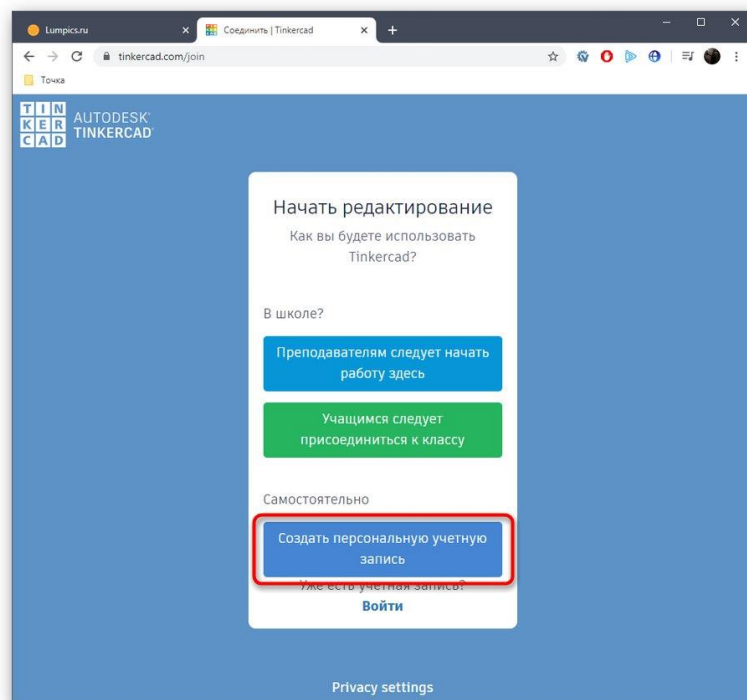 Lumpics.ru
Соединить | Tinkercad
tinkercad.com/join
Точка
TIN
KER
CAD
AUTODESK
TINKERCAD
Начать редактирование
Как вы будете использовать
Tinkercad?
В школе?
Преподавателям следует начать
работу здесь
Учащимся следует
присоединиться к классу
Самостоятельно
Создать персональную учетную
запись
Уже есть учетная запись?
Войти
Privacy settings